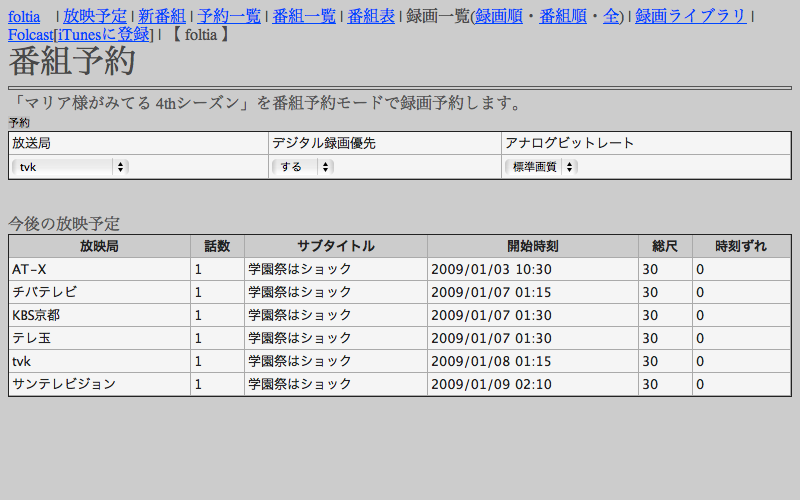 foltia | 放映予定 | 新番組 | 予約一覧 | 番組一覧 | 番組表 | 録画一覧(録画順・番組順・全) | 録画ライブラリ |
Folcast[iTunesに登録] | 【 foltia 】
番組予約
「マリア様がみてる 4thシーズン」を番組予約モードで録画予約します。
予約
放送局 デジタル録画優先 アナログビットレート
tvk する 標準画質
今後の放映予定
放映局 話数 サブタイトル 開始時刻 総尺 時刻ずれ
AT-X 1 学園祭はショック 2009/01/03 10:30 30 0
チバテレビ 1 学園祭はショック 2009/01/07 01:15 30 0
KBS京都 1 学園祭はショック 2009/01/07 01:30 30 0
テレ玉 1 学園祭はショック 2009/01/07 01:30 30 0
tvk 1 学園祭はショック 2009/01/08 01:15 30 0
サンテレビジョン 1 学園祭はショック 2009/01/09 02:10 30 0